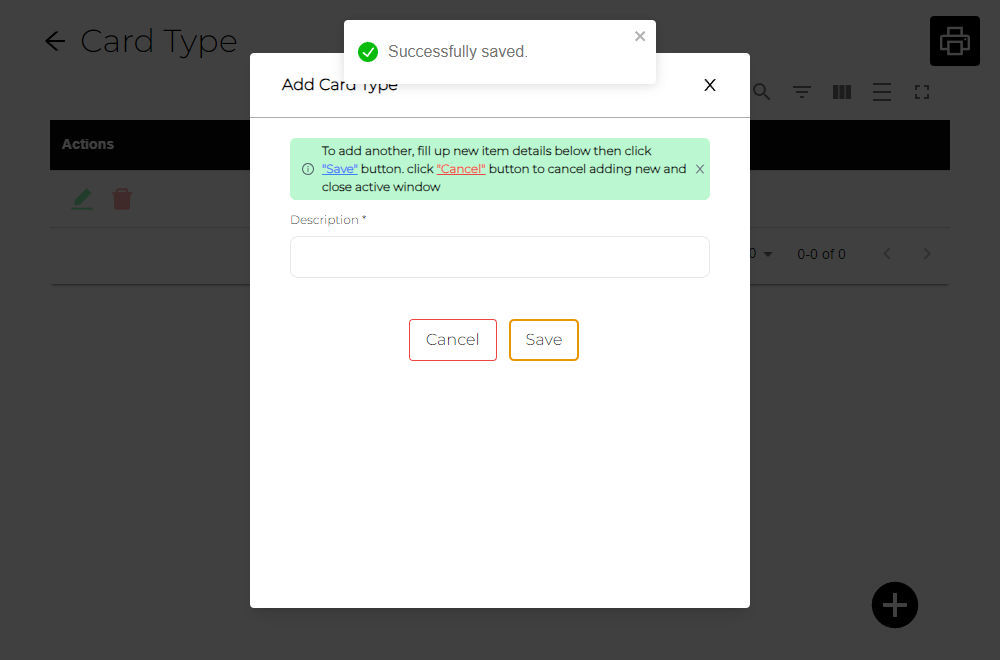 Card Type
Successfully saved.
Add Card Type
X
Actions
To add another, fill up new item details below then click
"Save" button. click "Cancel" button to cancel adding new and
close active window
Description *
0
0-0 of 0
Cancel
Save